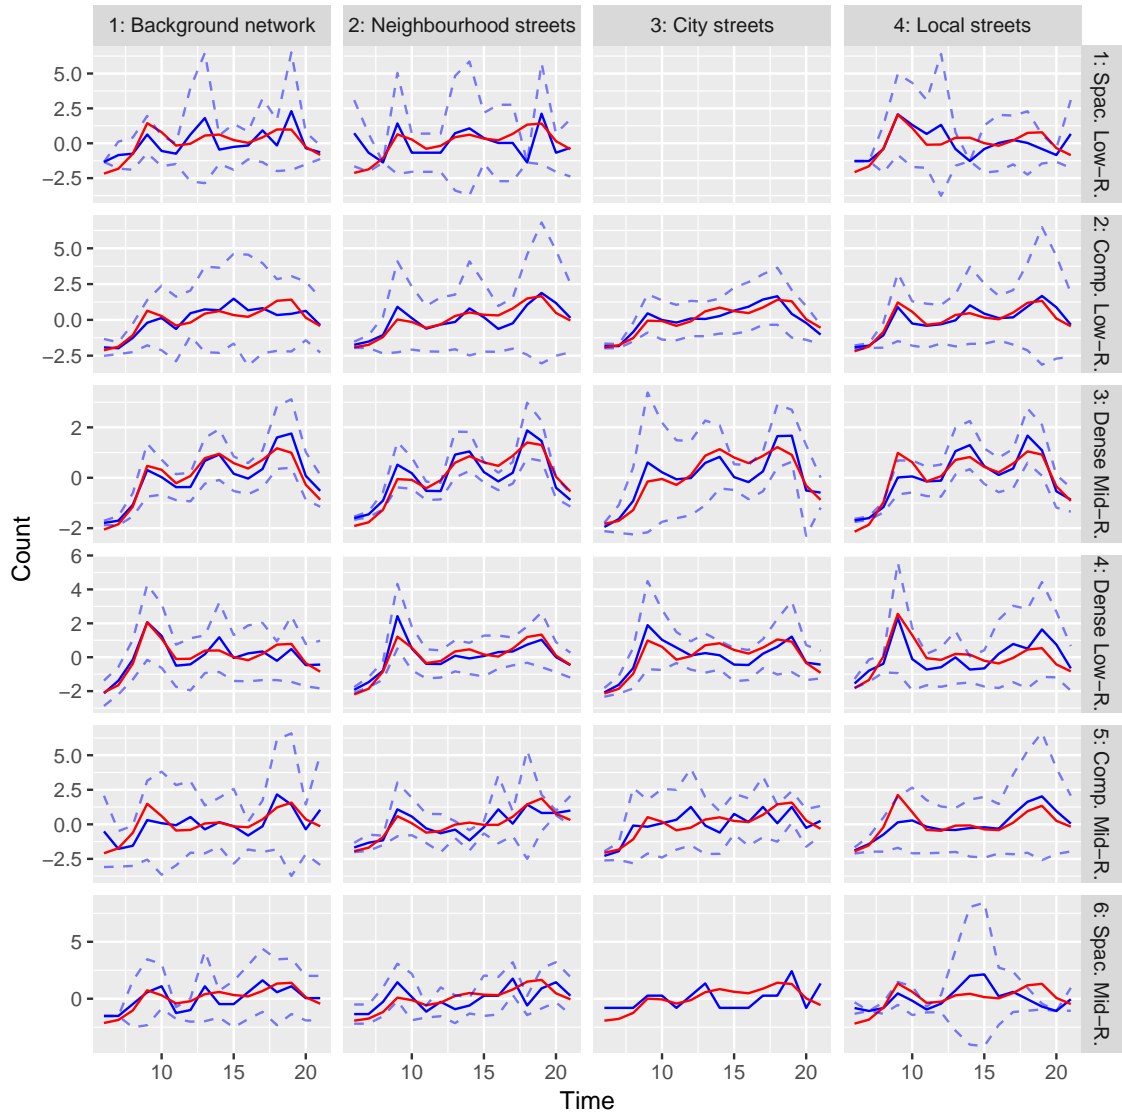 1: Background network
2: Neighbourhood streets
3: City streets
4: Local streets
5.0
2.5
0.0
−2.5
1: Spac. Low−R.
5.0
2.5
0.0
−2.5
2: Comp. Low−R.
2
0
−2
3: Dense Mid−R.
6
4
2
0
−2
4: Dense Low−R.
5.0
2.5
0.0
−2.5
5: Comp. Mid−R.
5
0
6: Spac. Mid−R.
Count
10 15 20 10 15 20 10 15 20 10 15 20
Time